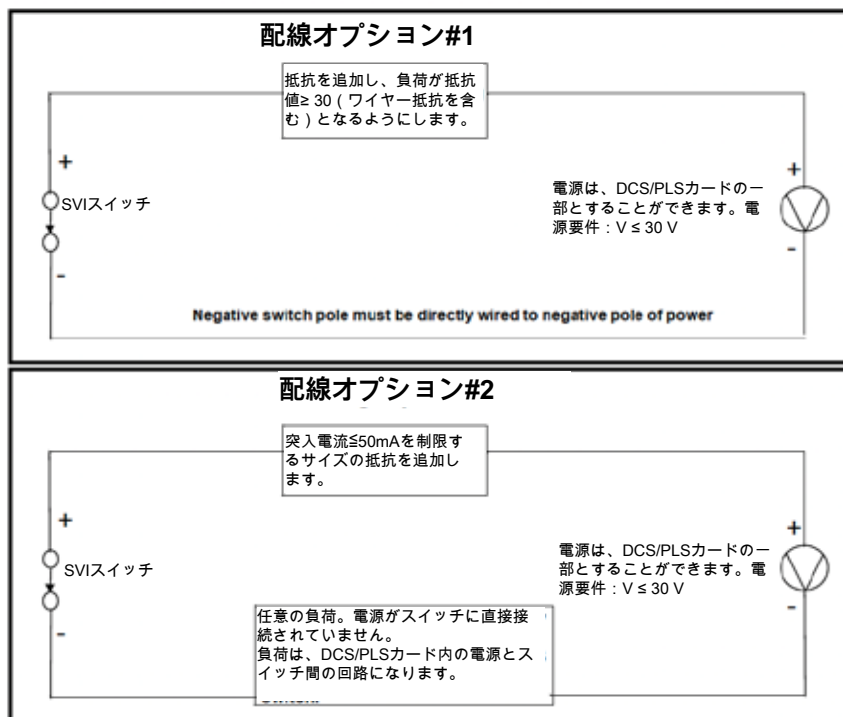 配線オプション#1
抵抗を追加し、負荷が抵抗
値≥ 30 ( ワイヤー抵抗を含
む ) となるようにします。
+
SVIスイッチ
-
+
電源は、DCS/PLSカードの一
部とすることができます。電
源要件：V ≤ 30 V
-
Negative switch pole must be directly wired to negative pole of power
配線オプション#2
突入電流≦50mAを制限す
るサイズの抵抗を追加し
ます。
+
SVIスイッチ
-
+
電源は、DCS/PLSカードの一
部とすることができます。電
源要件：V ≤ 30 V
-
任意の負荷。電源がスイッチに直接接
続されていません。
負荷は、DCS/PLSカード内の電源とス
イッチ間の回路になります。